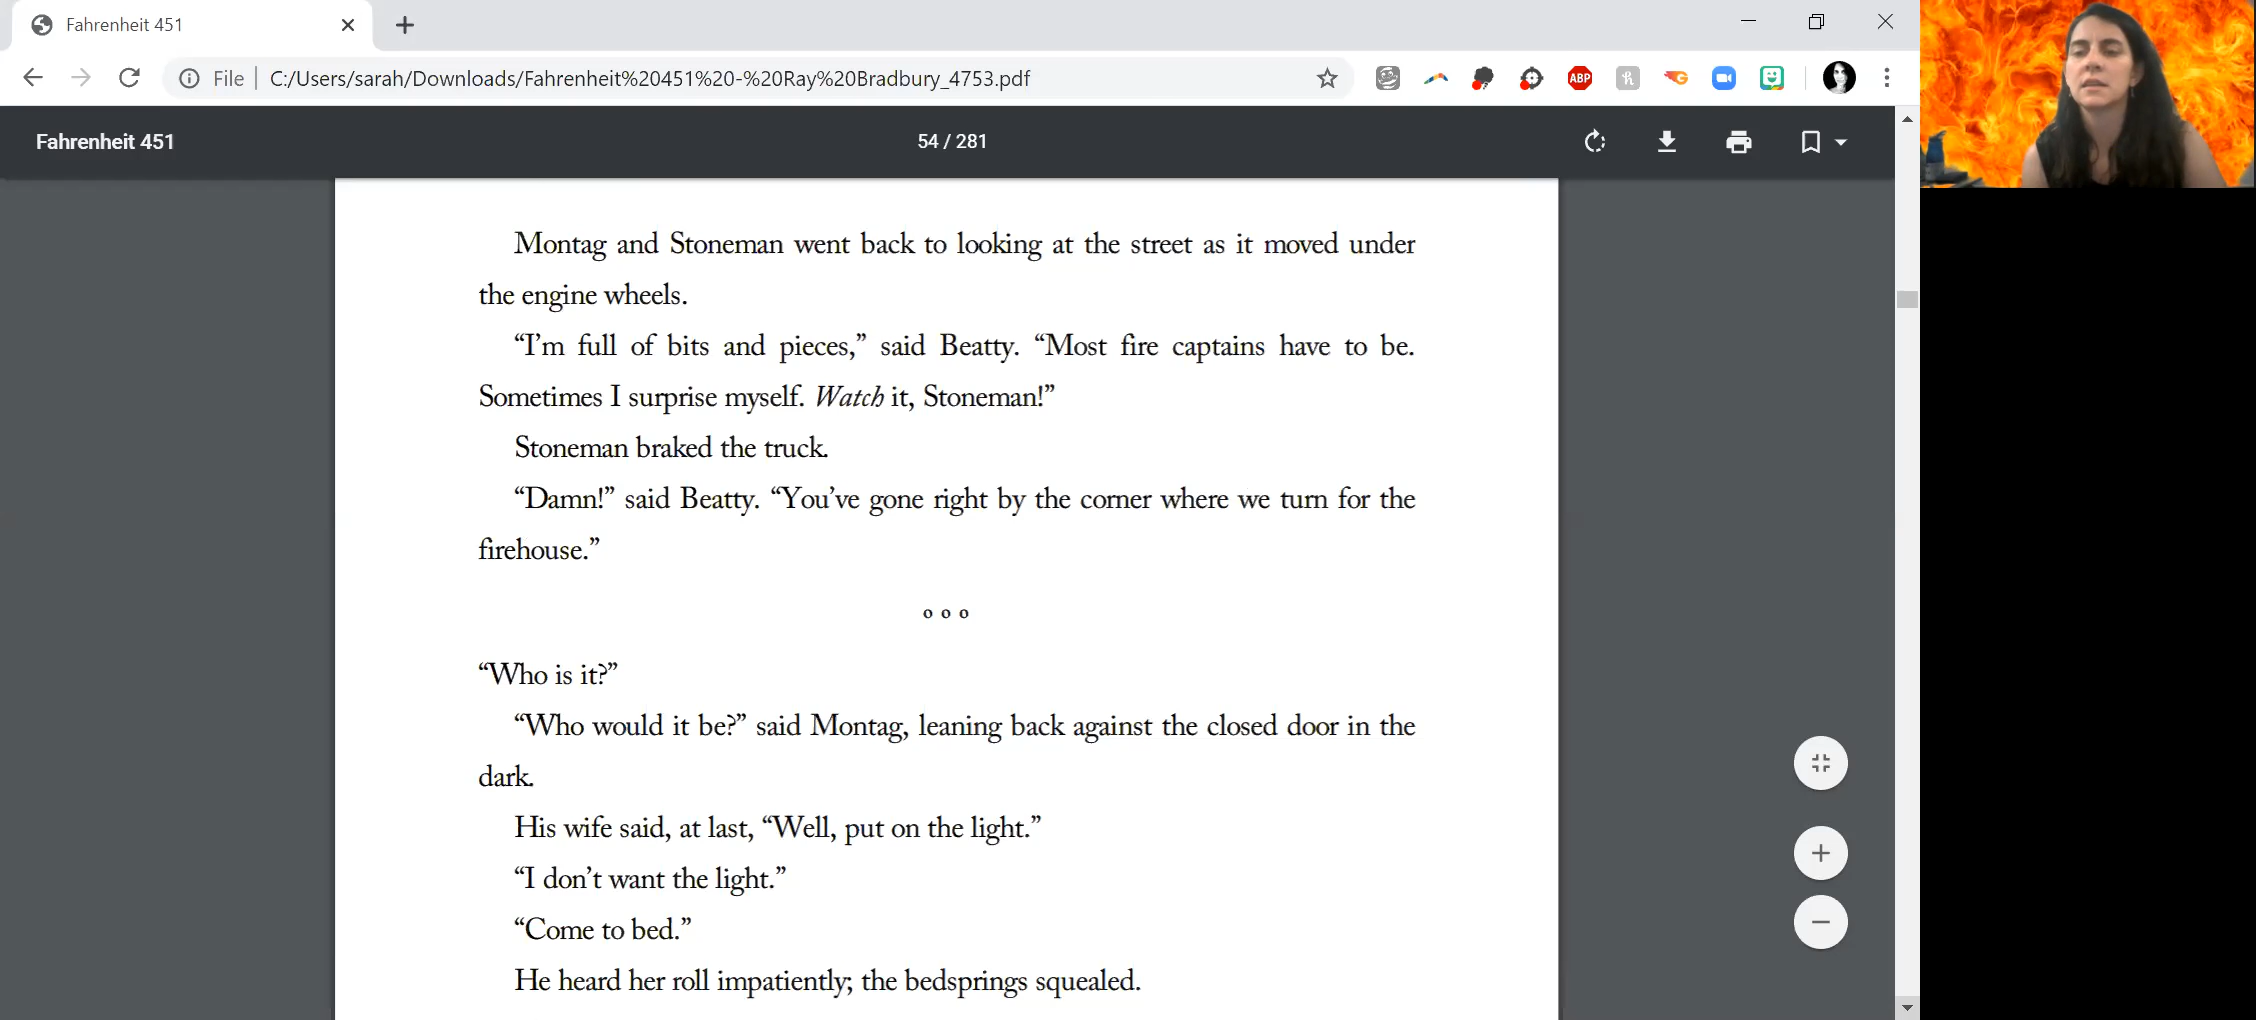 Fahrenheit 451
File | C:/Users/sarah/Downloads/Fahrenheit%20451%20-%20Ray%20Bradbury_4753.pdf
ABP
Fahrenheit 451
54 / 281
Montag and Stoneman went back to looking at the street as it moved under
the engine wheels.
“I’m full of bits and pieces,” said Beatty. “Most fire captains have to be.
Sometimes I surprise myself. Watch it, Stoneman!”
Stoneman braked the truck.
“Damn!” said Beatty. “You’ve gone right by the corner where we turn for the
firehouse.”
“Who is it?”
“Who would it be?” said Montag, leaning back against the closed door in the
dark.
His wife said, at last, “Well, put on the light.”
“I don’t want the light.”
“Come to bed.”
He heard her roll impatiently; the bedsprings squealed.